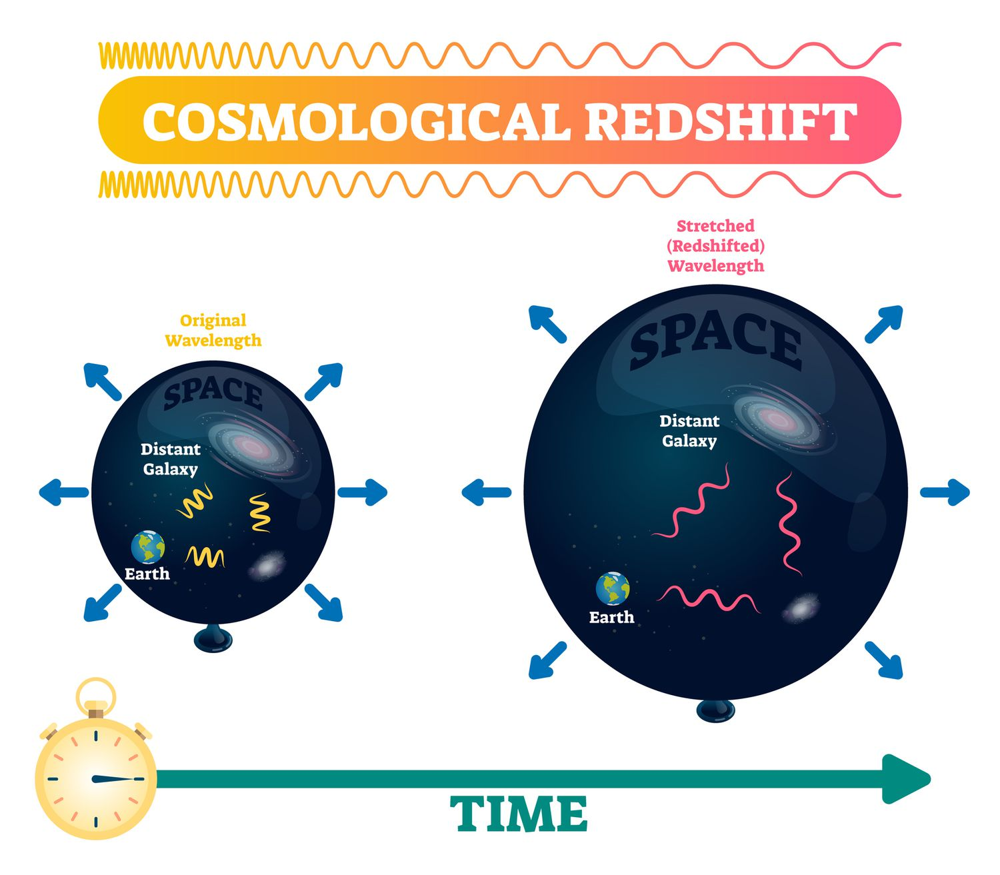 COSMOLOGICAL REDSHIFT
Stretched
(Redshifted)
Wavelength
Original
Wavelength
SPACE
Distant
Galaxy
Earth
SPACE
Distant
Galaxy
Earth
TIME